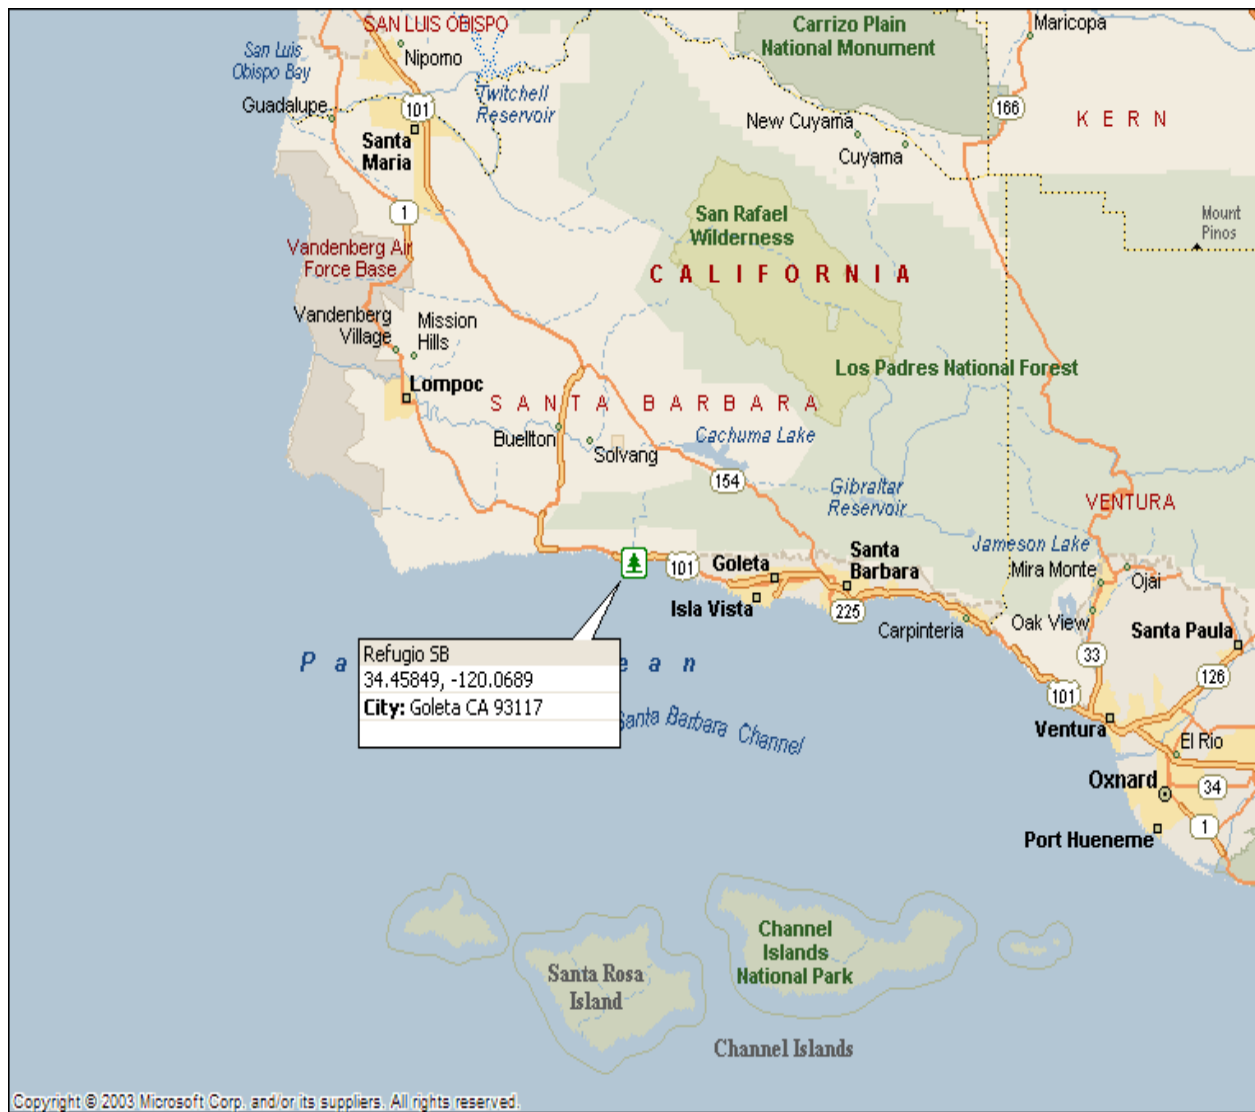 SAN LUIS OBISPO
Carrizo Plain
National Monument
Maricopa
San Luis
Obispo Bay
Nipomo
Twitchell
Reservoir
Guadalupe
101
166
K E R N
New Cuyama
Cuyama
Santa
Maria
1
San Rafael
Wilderness
Mount
Pinos
Vandenberg Air
Force Base
C A L I F O R N I A
Vandenberg
Village
Mission
Hills
Los Padres National Forest
Lompoc
S A N T A B A R B A R A
Buellton
Solvang
Cachuma Lake
154
Gibraltar
Reservoir
VENTURA
Jameson Lake
Goleta
Santa
Barbara
101
Mira Monte
Ojai
Isla Vista
225
Carpinteria
Oak View
Santa Paula
P a
e a n
Refugio SB
34.45849, -120.0689
City: Goleta CA 93117
33
126
101
Santa Barbara Channel
Ventura
El Rio
Oxnard
34
1
Port Hueneme
Channel
Islands
National Park
Santa Rosa
Island
Channel Islands
Copyright © 2003 Microsoft Corp. and/or its suppliers. All rights reserved.